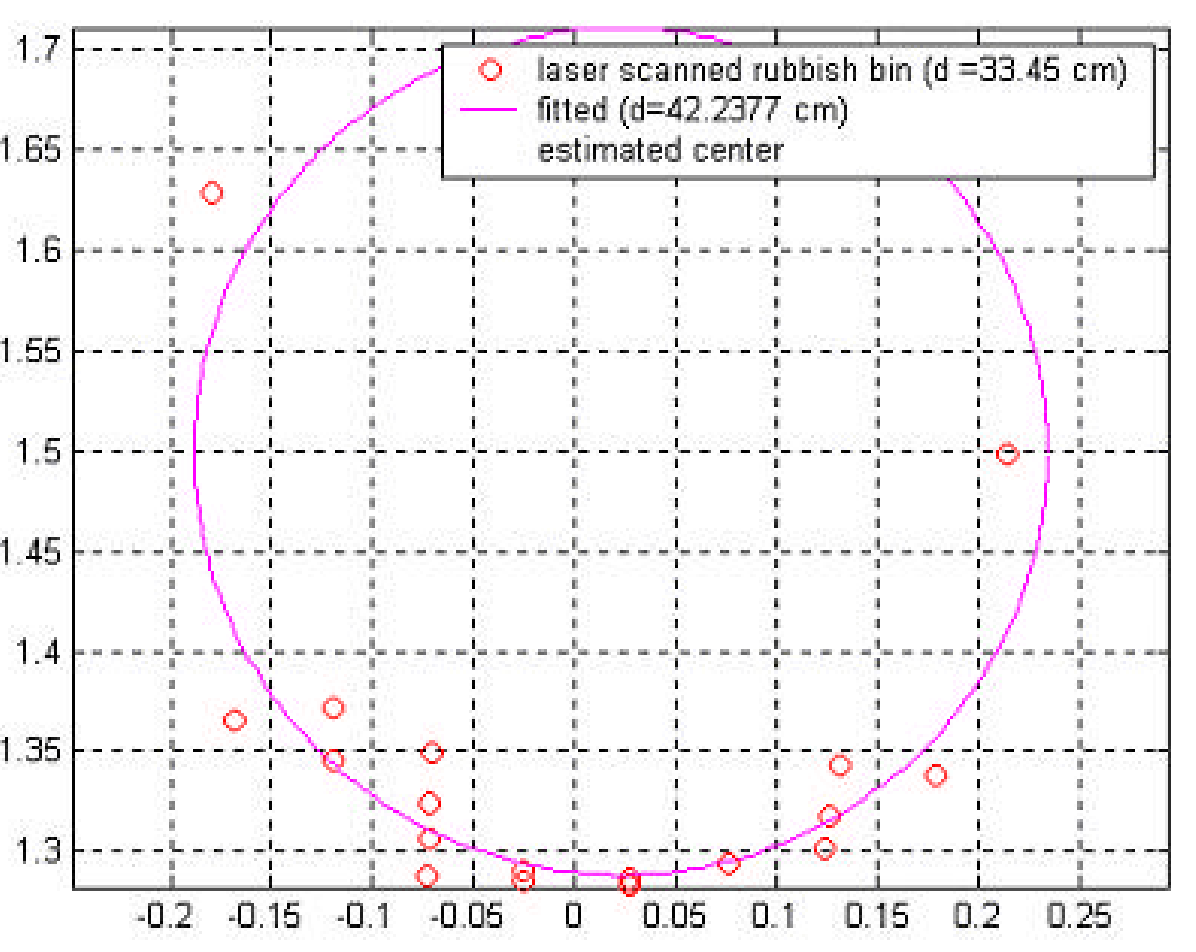 1.7
laser scanned rubbish bin (d =33.45 cm)
fitted (d=42.2377 cm)
estimated center
1.65
1.6
1.55
1.5
1.45
1.4
1.35
1.3
-0.2 -0.15 -0.1 -0.05 0 0.05 0.1 0.15 0.2 0.25